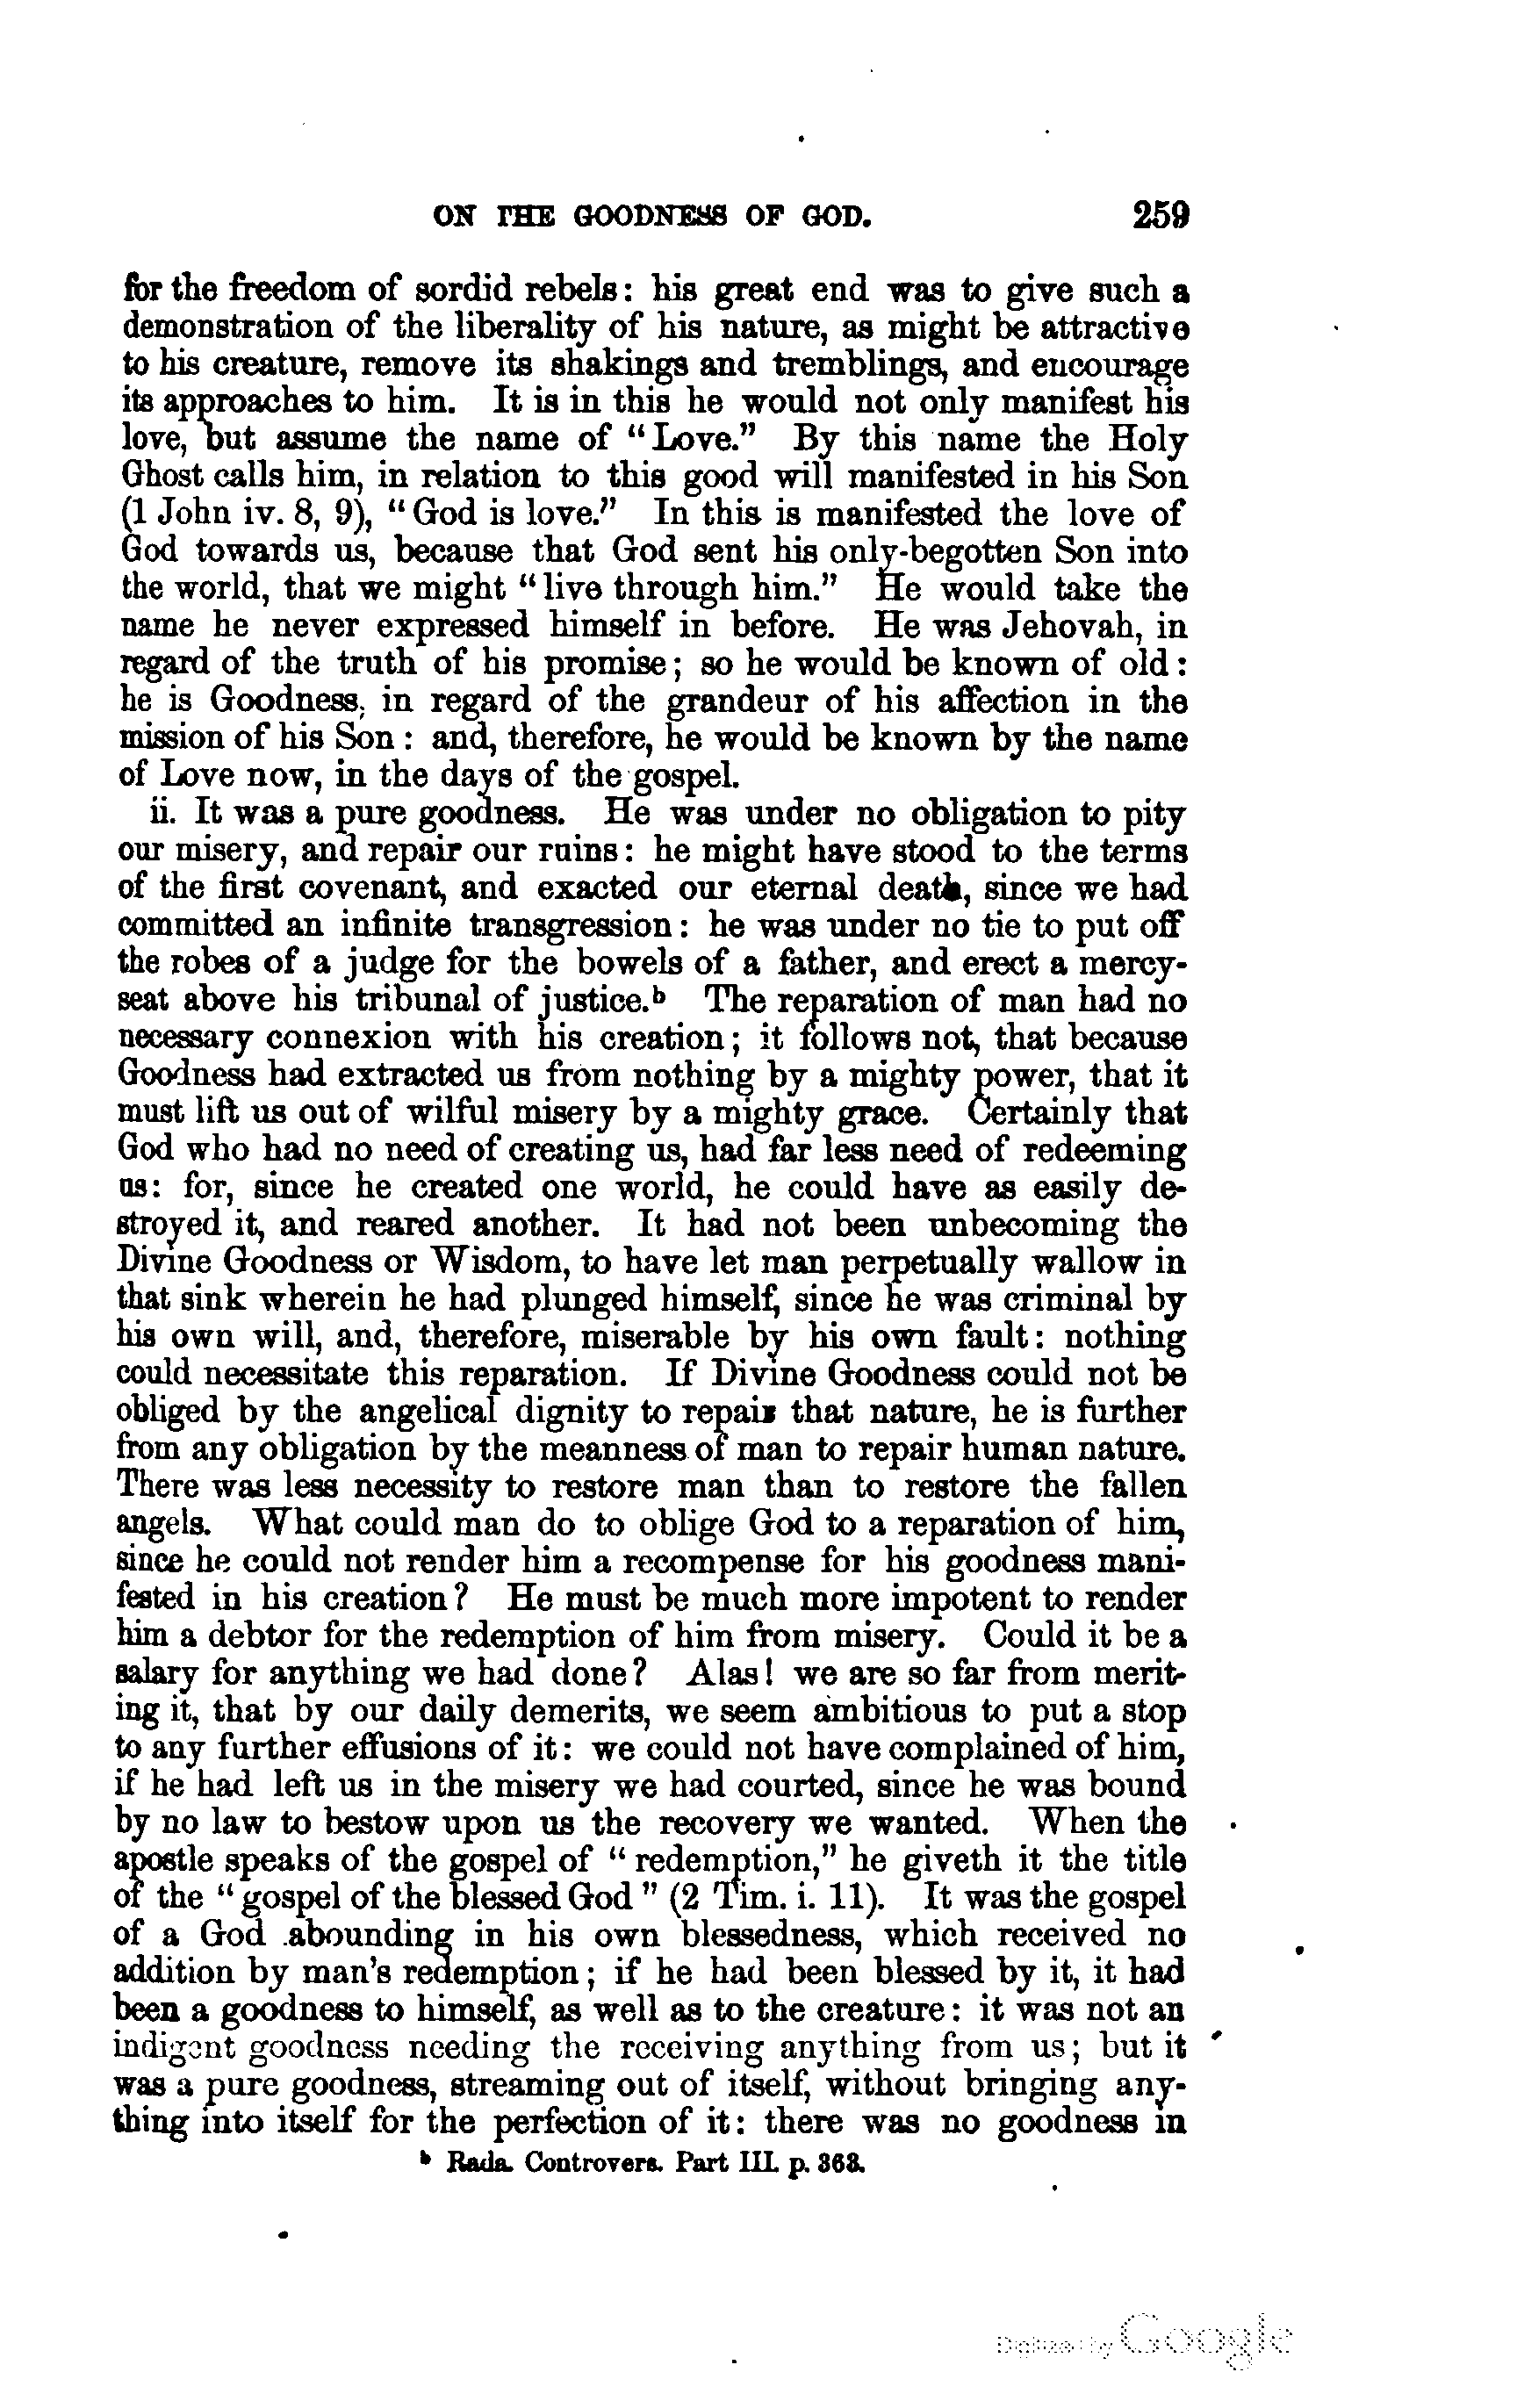 ON THE GOODNESS OF GOD. 259
for the freedom of sordid rebels: his great end was to give such a
demonstration of the liberality of his nature, as might be attractive
to his creature, remove its shakings and tremblings, and encourage
its approaches to him. It is in this he would not only manifest his
love, but assume the name of "Love." By this name the Holy
Ghost calls him, in relation to this good will manifested in his Son
(1 John iv. 8, 9), "God is love." In this is manifested the love of
God towards us, because that God sent his only-begotten Son into
the world, that we might "live through him." He would take the
name he never expressed himself in before. He was Jehovah, in
regard of the truth of his promise; so he would be known of old:
he is Goodness, in regard of the grandeur of his affection in the
mission of his Son: and, therefore, he would be known by the name
of Love now, in the days of the gospel.
ii. It was a pure goodness. He was under no obligation to pity
our misery, and repair our ruins: he might have stood to the terms
of the first covenant, and exacted our eternal death, since we had
committed an infinite transgression: he was under no tie to put off
the robes of a judge for the bowels of a father, and erect a mercy-
seat above his tribunal of justice.b The reparation of man had no
necessary connexion with his creation; it follows not, that because
Goodness had extracted us from nothing by a mighty power, that it
must lift us out of wilful misery by a mighty grace. Certainly that
God who had no need of creating us, had far less need of redeeming
us: for, since he created one world, he could have as easily de-
stroyed it, and reared another. It had not been unbecoming the
Divine Goodness or Wisdom, to have let man perpetually wallow in
that sink wherein he had plunged himself, since he was criminal by
his own will, and, therefore, miserable by his own fault: nothing
could necessitate this reparation. If Divine Goodness could not be
obliged by the angelical dignity to repair that nature, he is further
from any obligation by the meanness of man to repair human nature.
There was less necessity to restore man than to restore the fallen
angels. What could man do to oblige God to a reparation of him,
since he could not render him a recompense for his goodness mani-
fested in his creation? He must be much more impotent to render
him a debtor for the redemption of him from misery. Could it be a
salary for anything we had done? Alas! we are so far from merit-
ing it, that by our daily demerits, we seem ambitious to put a stop
to any further effusions of it: we could not have complained of him,
if he had left us in the misery we had courted, since he was bound
by no law to bestow upon us the recovery we wanted. When the
apostle speaks of the gospel of "redemption," he giveth it the title
of the "gospel of the blessed God" (2 Tim. i. 11). It was the gospel
of a God abounding in his own blessedness, which received no
addition by man's redemption; if he had been blessed by it, it had
been a goodness to himself, as well as to the creature: it was not an
indigent goodness needing the receiving anything from us; but it
was a pure goodness, streaming out of itself, without bringing any-
thing into itself for the perfection of it: there was no goodness in
b Rada. Controvers. Part III. p. 363.
Digitized by Google